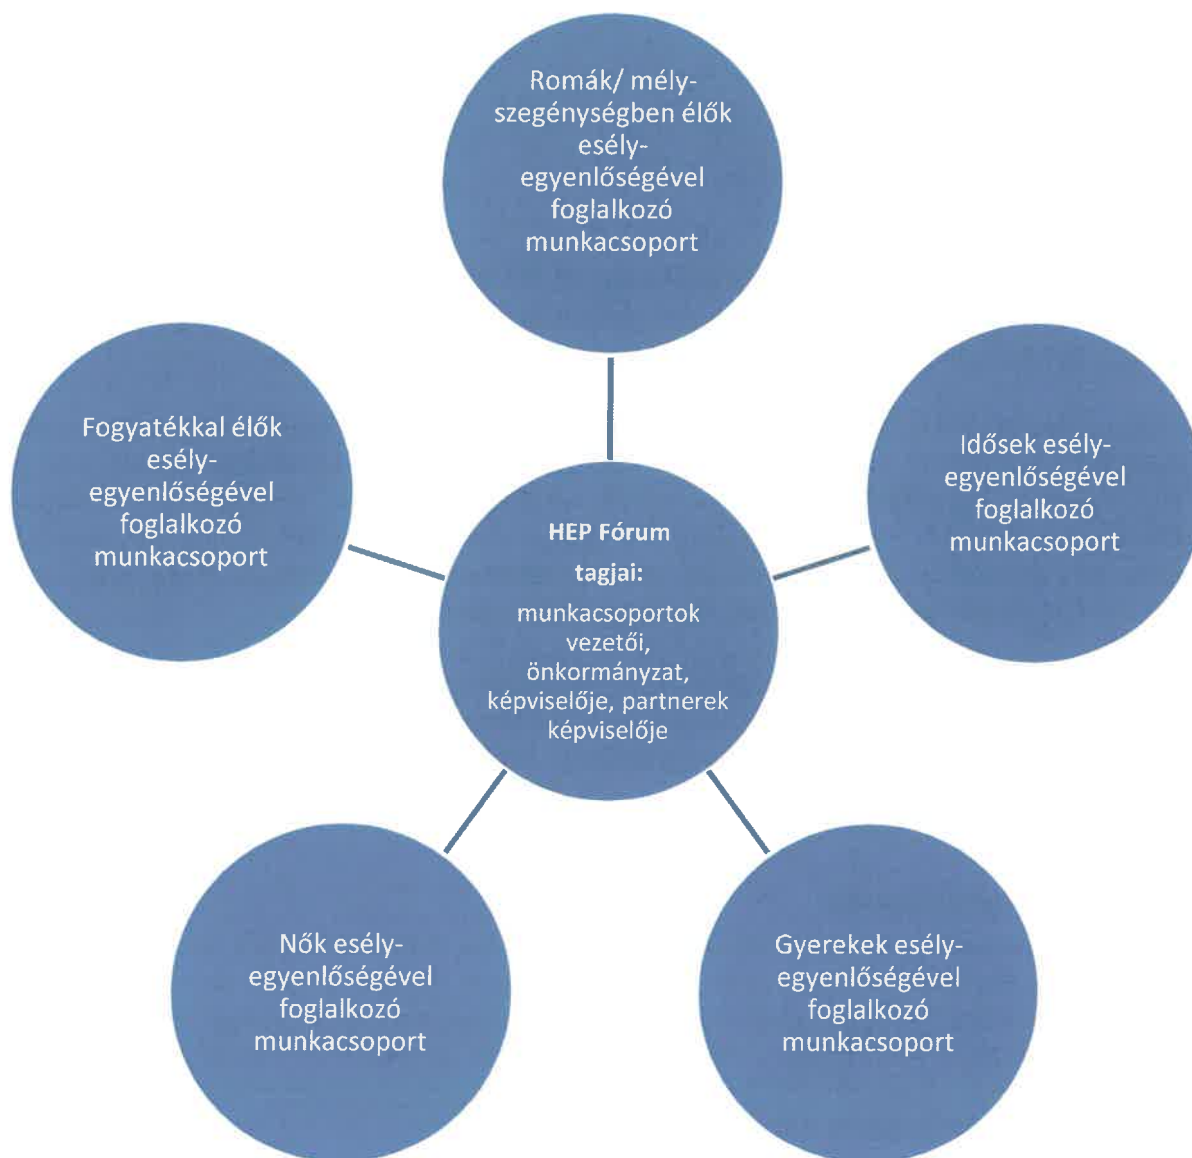 Romák/ mély-
szegénységben élők
esély-
egyenlőségével
foglalkozó
munkacsoport
Fogyatékkal élők
esély-
egyenlőségével
foglalkozó
munkacsoport
Idősek esély-
egyenlőségével
foglalkozó
munkacsoport
HEP Fórum
tagjai:
munkacsoportok
vezetői,
önkormányzat,
képviselője, partnerek
képviselője
Nők esély-
egyenlőségével
foglalkozó
munkacsoport
Gyerekek esély-
egyenlőségével
foglalkozó
munkacsoport